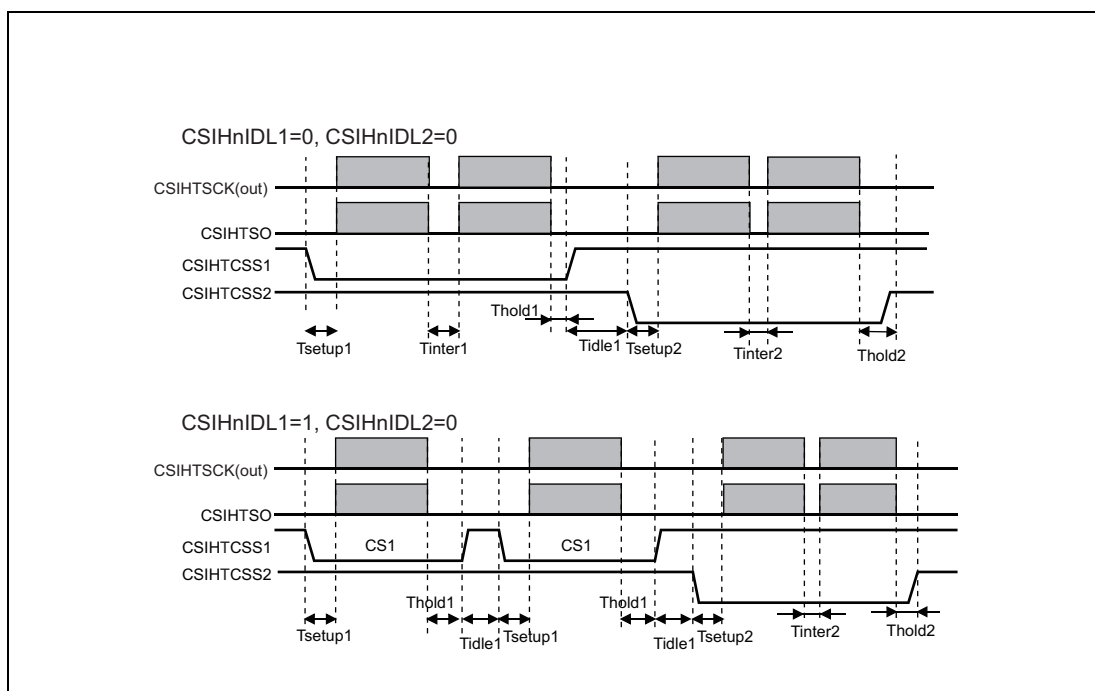 CSIHnIDL1=0, CSIHnIDL2=0
CSIHTSCK(out)
CSIHTSO
CSIHTCSS1
CSIHTCSS2
Thold1
Tsetup1
Tinter1
Tidle1
Tsetup2
Tinter2
Thold2
CSIHnIDL1=1, CSIHnIDL2=0
CSIHTSCK(out)
CSIHTSO
CSIHTCSS1
CS1
CS1
CSIHTCSS2
Thold1
Thold1
Tsetup1
Tidle1
Tsetup1
Tidle1
Tsetup2
Tinter2
Thold2